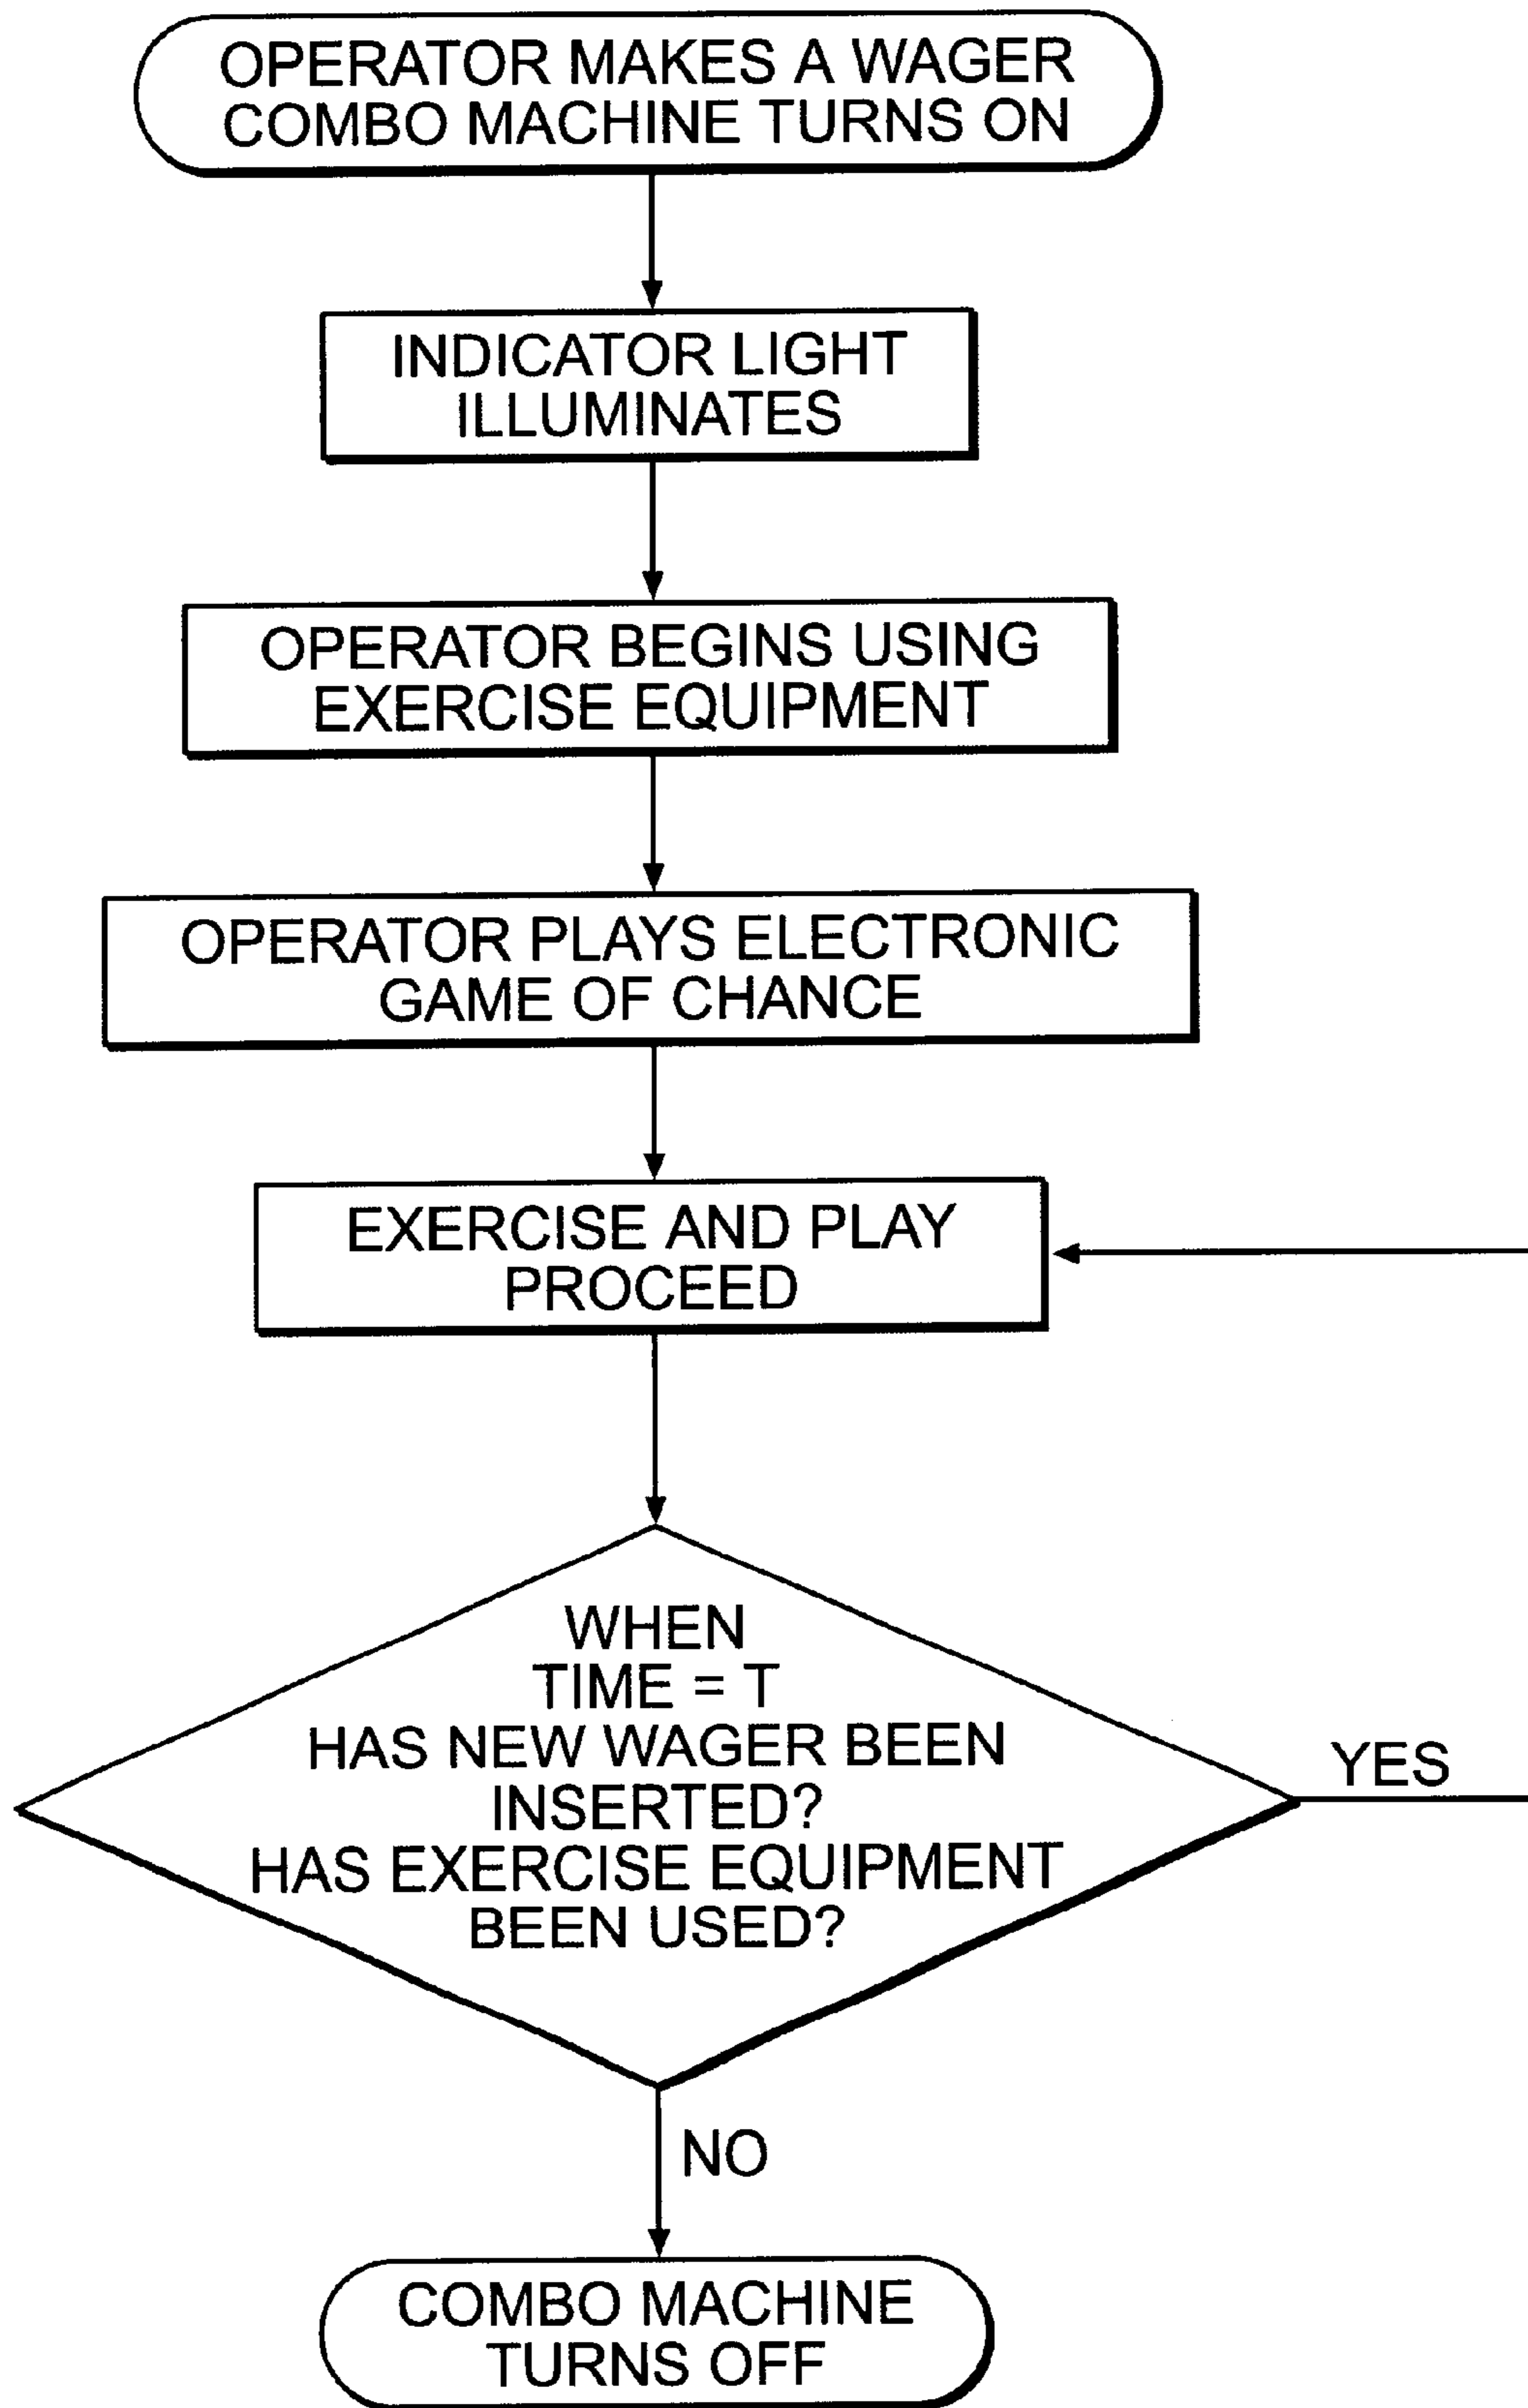 OPERATOR MAKES A WAGER
COMBO MACHINE TURNS ON
INDICATOR LIGHT
ILLUMINATES
OPERATOR BEGINS USING
EXERCISE EQUIPMENT
OPERATOR PLAYS ELECTRONIC
GAME OF CHANCE
EXERCISE AND PLAY
PROCEED
WHEN
TIME = T
HAS NEW WAGER BEEN
INSERTED?
HAS EXERCISE EQUIPMENT
BEEN USED?
YES
NO
COMBO MACHINE
TURNS OFF